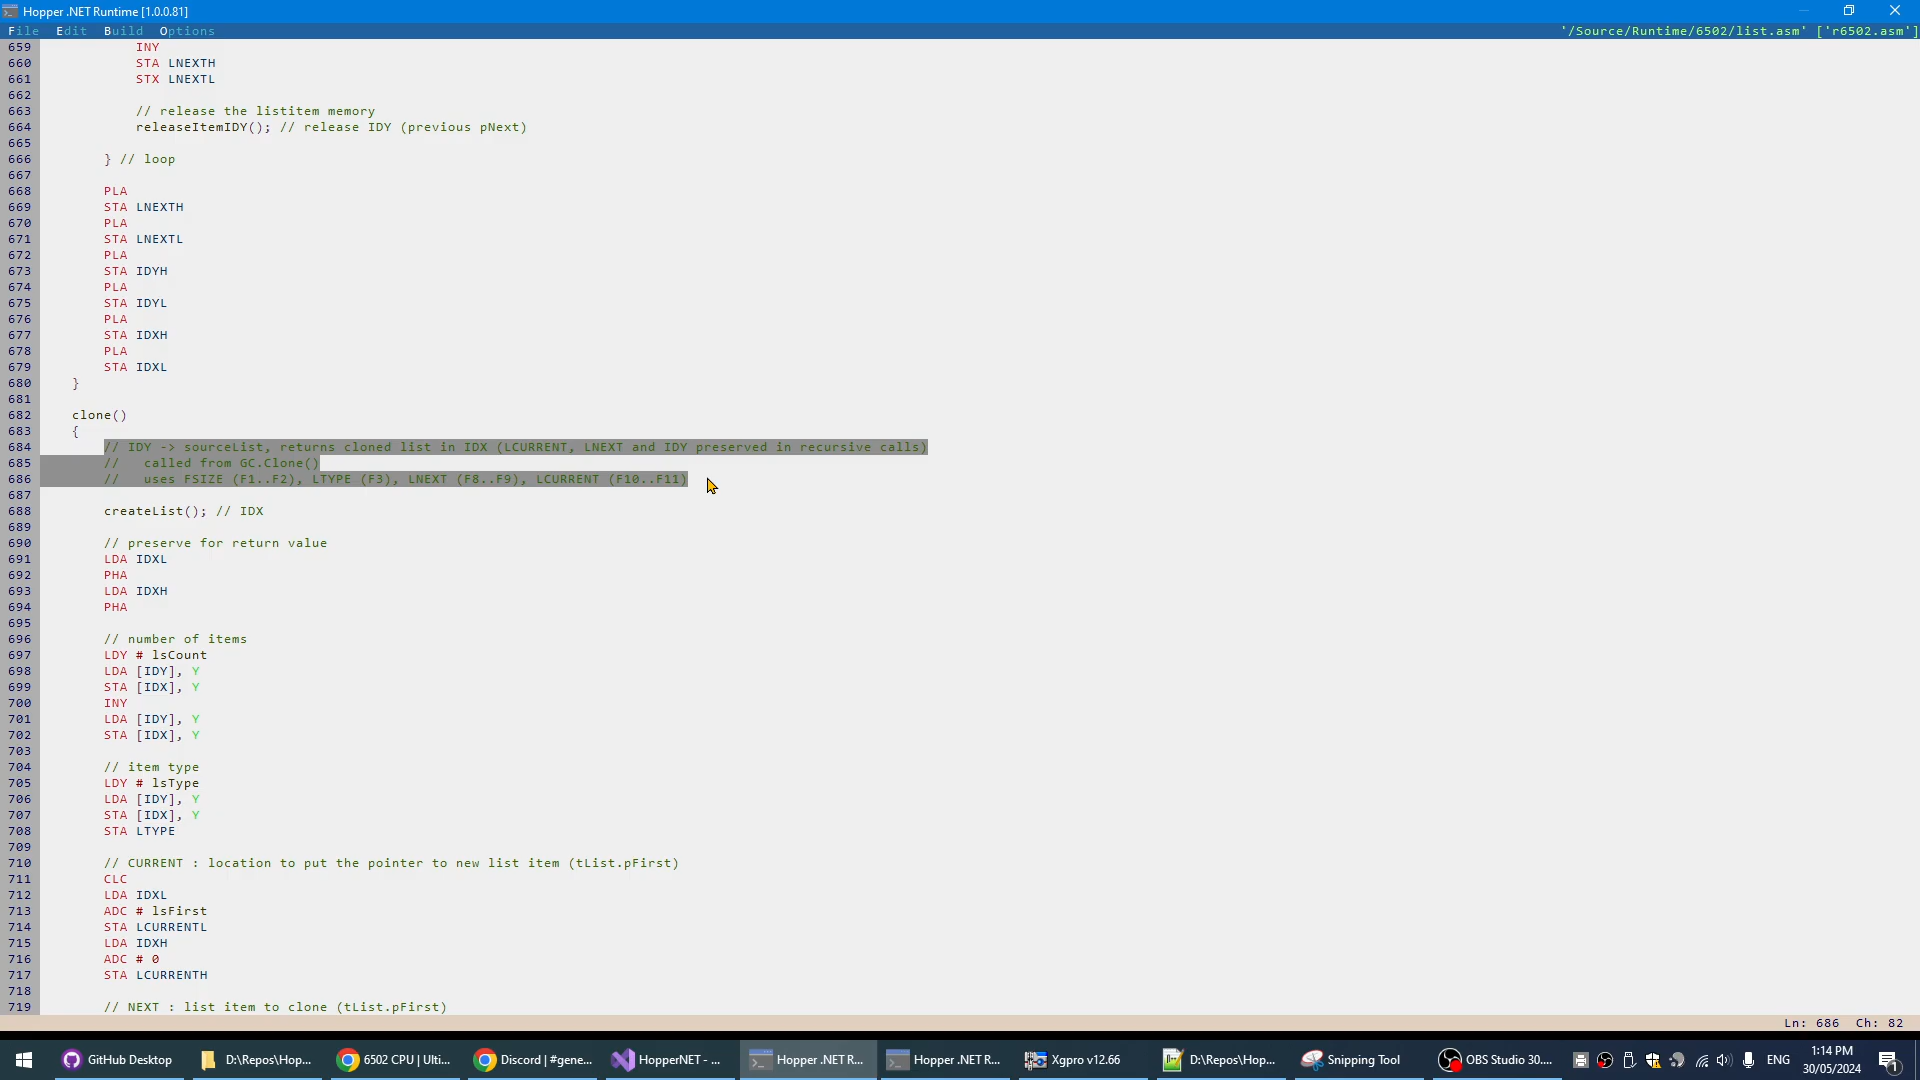 Hopper .NET Runtime [1.0.0.81]
File Edit Build Options '/Source/Runtime/6502/list.asm' ['r6502.asm']
659 INY
660 STA LNEXTH
661 STX LNEXTL
662
663 // release the listitem memory
664 releaseItemIDY(); // release IDY (previous pNext)
665
666 } // loop
667
668 PLA
669 STA LNEXTH
670 PLA
671 STA LNEXTL
672 PLA
673 STA IDYH
674 PLA
675 STA IDYL
676 PLA
677 STA IDXH
678 PLA
679 STA IDXL
680 }
681
682 clone()
683 {
684 // IDY -> sourceList, returns cloned list in IDX (LCURRENT, LNEXT and IDY preserved in recursive calls)
685 // called from GC.Clone()
686 // uses FSIZE (F1..F2), LTYPE (F3), LNEXT (F8..F9), LCURRENT (F10..F11)
687
688 createList(); // IDX
689
690 // preserve for return value
691 LDA IDXL
692 PHA
693 LDA IDXH
694 PHA
695
696 // number of items
697 LDY # lsCount
698 LDA [IDY], Y
699 STA [IDX], Y
700 INY
701 LDA [IDY], Y
702 STA [IDX], Y
703
704 // item type
705 LDY # lsType
706 LDA [IDY], Y
707 STA [IDX], Y
708 STA LTYPE
709
710 // CURRENT : location to put the pointer to new list item (tList.pFirst)
711 CLC
712 LDA IDXL
713 ADC # lsFirst
714 STA LCURRENTL
715 LDA IDXH
716 ADC # 0
717 STA LCURRENTH
718
719 // NEXT : list item to clone (tList.pFirst)
Ln: 686 Ch: 82
GitHub Desktop D:\Repos\Hop... 6502 CPU | Ulti... Discord | #gene... HopperNET - ... Hopper .NET R... Hopper .NET R... Xgpro v12.66 D:\Repos\Hop... Snipping Tool OBS Studio 30.... ENG 1:14 PM
30/05/2024 1